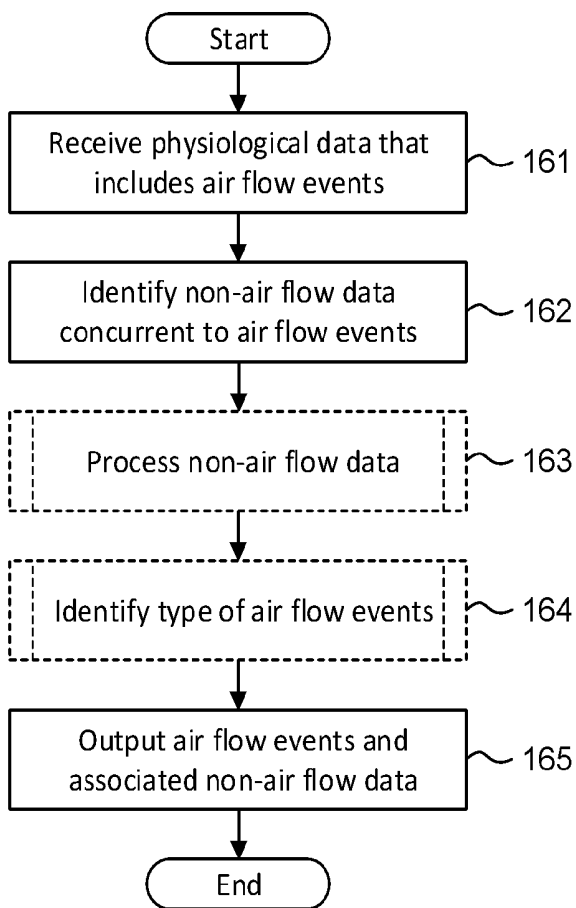 Start
Receive physiological data that
includes air flow events
161
Identify non-air flow data
concurrent to air flow events
162
Process non-air flow data
163
Identify type of air flow events
164
Output air flow events and
associated non-air flow data
165
End